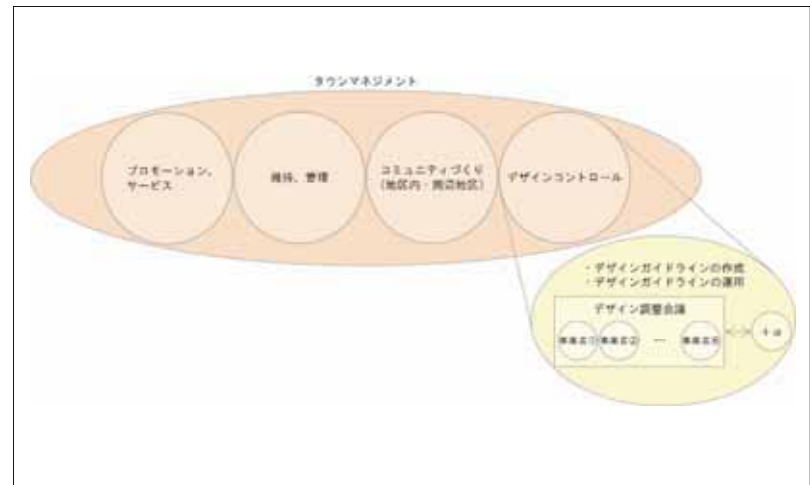 タウンマネジメント
プロモーション、
サービス
維持、管理
コミュニティづくり
(地区内・周辺地区)
デザインコントロール
・デザインガイドラインの作成
・デザインガイドラインの運用
デザイン調整会議
事業者① 事業者② … 事業者
+α